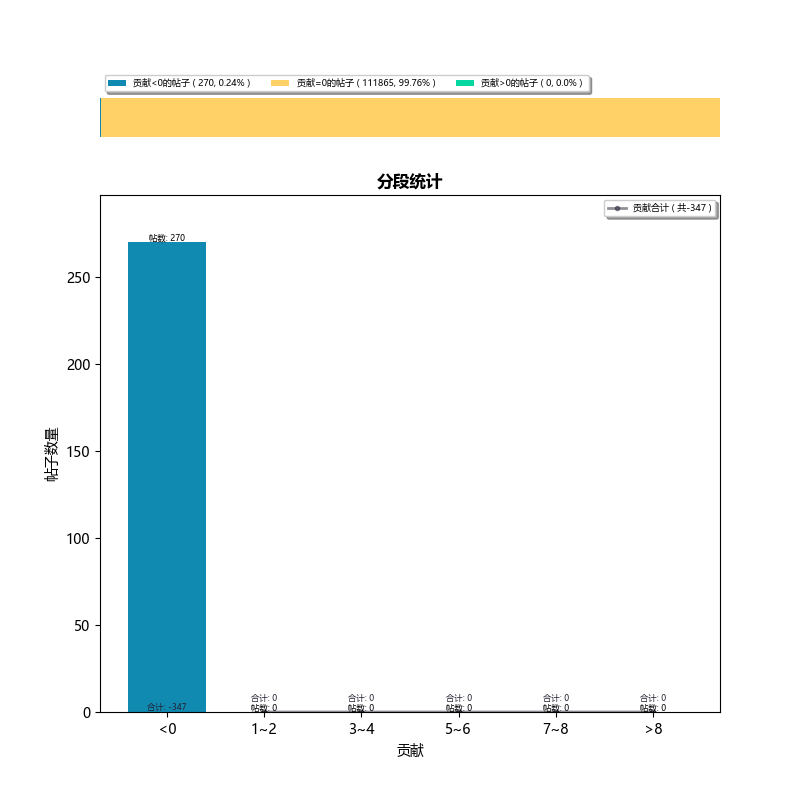 贡献<0的帖子 ( 270, 0.24% ) 贡献=0的帖子 ( 111865, 99.76% ) 贡献>0的帖子 ( 0, 0.0% )
分段统计
贡献合计 ( 共-347 )
帖数: 270
250
200
150
100
50
0
帖子数量
合计: -347
合计: 0 合计: 0 合计: 0 合计: 0 合计: 0
帖数: 0 帖数: 0 帖数: 0 帖数: 0 帖数: 0
<0 1~2 3~4 5~6 7~8 >8
贡献